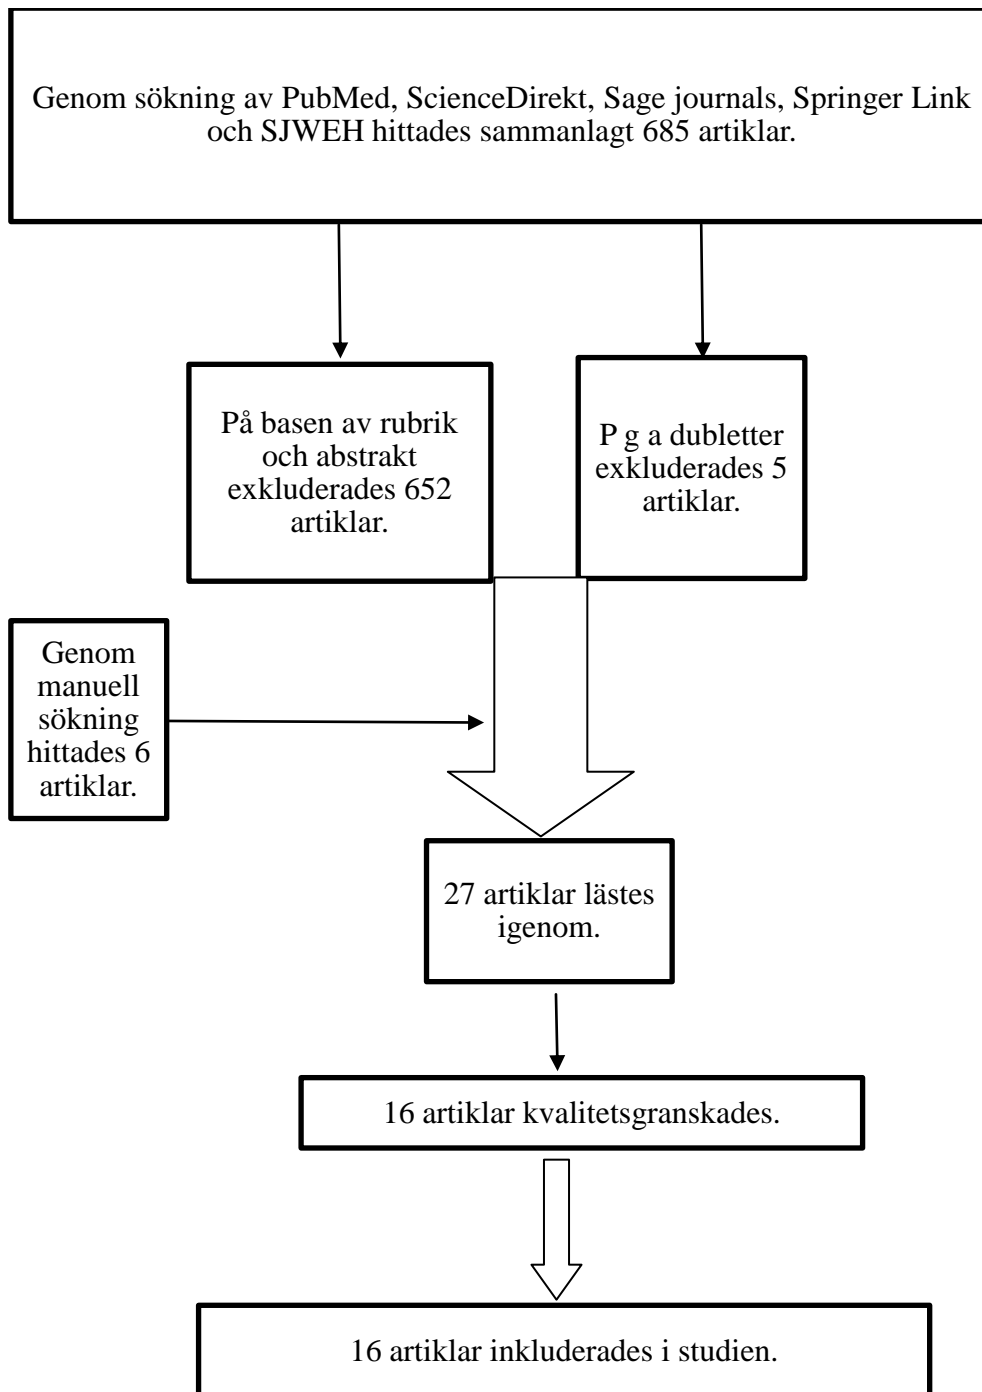 Genom sökning av PubMed, ScienceDirekt, Sage journals, Springer Link
och SJWEH hittades sammanlagt 685 artiklar.
På basen av rubrik
och abstrakt
exkluderades 652
artiklar.
P g a dubletter
exkluderades 5
artiklar.
Genom
manuell
sökning
hittades 6
artiklar.
27 artiklar lästes
igenom.
16 artiklar kvalitetsgranskades.
16 artiklar inkluderades i studien.